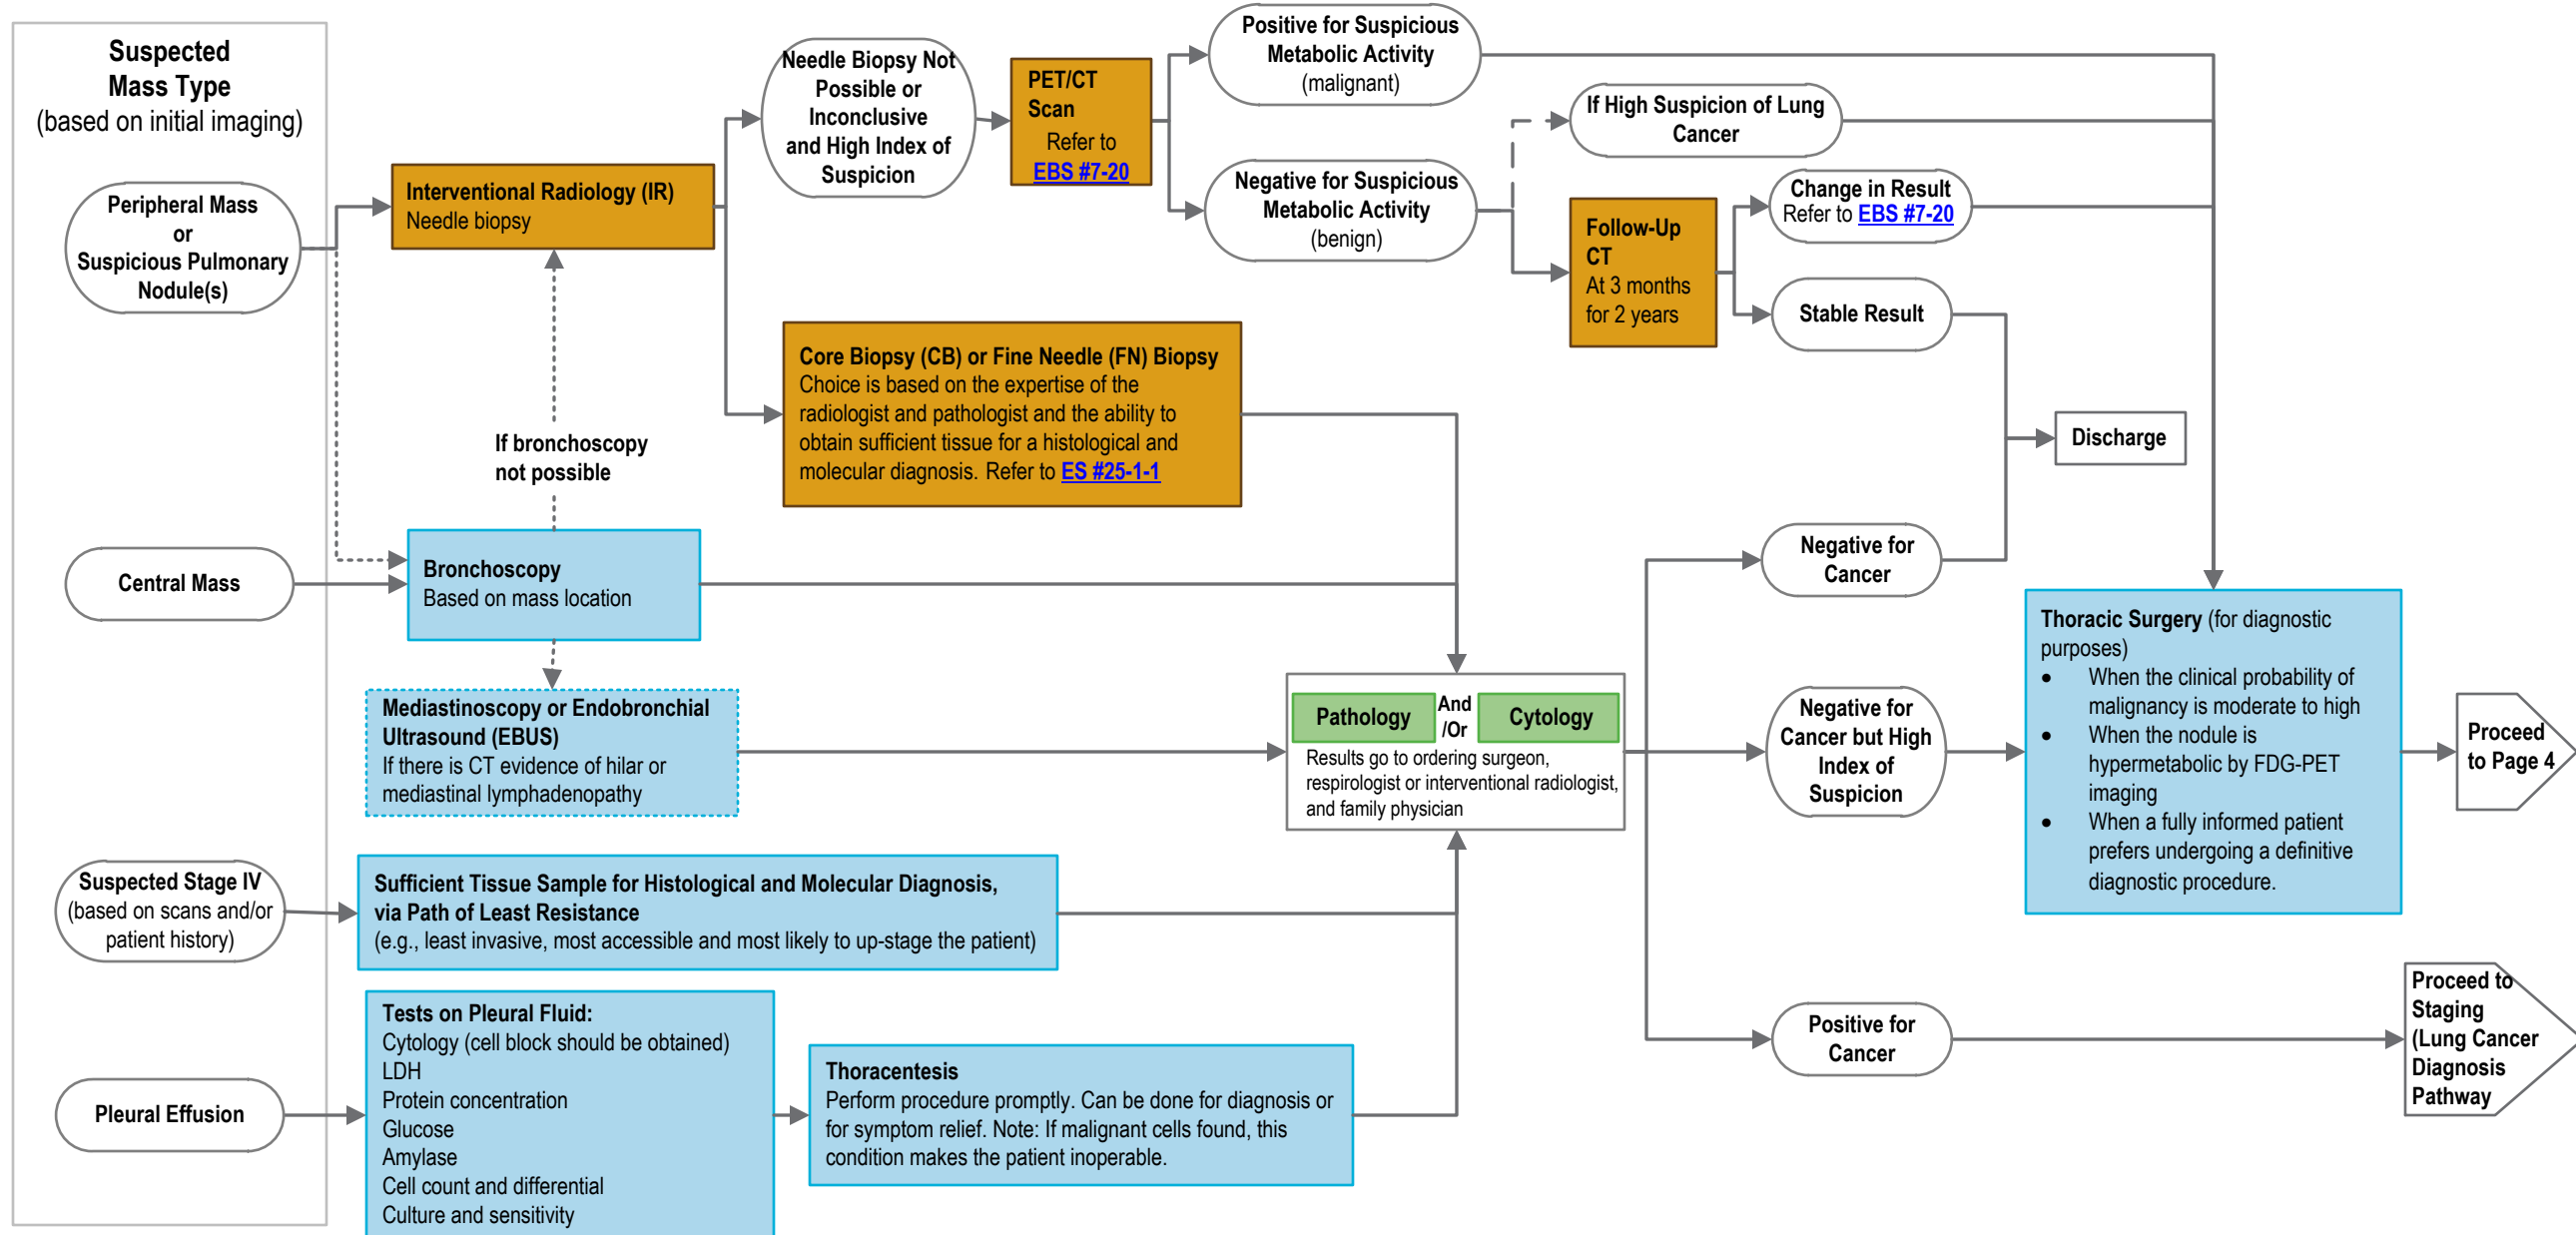 Suspected
Mass Type
(based on initial imaging)
Peripheral Mass
or
Suspicious Pulmonary
Nodule(s)
Central Mass
Suspected Stage IV
(based on scans and/or
patient history)
Pleural Effusion
Interventional Radiology (IR)
Needle biopsy
If bronchoscopy
not possible
Bronchoscopy
Based on mass location
Mediastinoscopy or Endobronchial
Ultrasound (EBUS)
If there is CT evidence of hilar or
mediastinal lymphadenopathy
Sufficient Tissue Sample for Histological and Molecular Diagnosis,
via Path of Least Resistance
(e.g., least invasive, most accessible and most likely to up-stage the patient)
Tests on Pleural Fluid:
Cytology (cell block should be obtained)
LDH
Protein concentration
Glucose
Amylase
Cell count and differential
Culture and sensitivity
Thoracentesis
Perform procedure promptly. Can be done for diagnosis or
for symptom relief. Note: If malignant cells found, this
condition makes the patient inoperable.
Needle Biopsy Not
Possible or
Inconclusive
and High Index of
Suspicion
Core Biopsy (CB) or Fine Needle (FN) Biopsy
Choice is based on the expertise of the
radiologist and pathologist and the ability to
obtain sufficient tissue for a histological and
molecular diagnosis. Refer to ES #25-1-1
PET/CT
Scan
Refer to
EBS #7-20
Positive for Suspicious
Metabolic Activity
(malignant)
Negative for Suspicious
Metabolic Activity
(benign)
If High Suspicion of Lung
Cancer
Follow-Up
CT
At 3 months
for 2 years
Change in Result
Refer to EBS #7-20
Stable Result
Discharge
Pathology And /Or Cytology
Results go to ordering surgeon,
respirologist or interventional radiologist,
and family physician
Negative for
Cancer
Negative for
Cancer but High
Index of
Suspicion
Positive for
Cancer
Thoracic Surgery (for diagnostic
purposes)
• When the clinical probability of
malignancy is moderate to high
• When the nodule is
hypermetabolic by FDG-PET
imaging
• When a fully informed patient
prefers undergoing a definitive
diagnostic procedure.
Proceed
to Page 4
Proceed to
Staging
(Lung Cancer
Diagnosis
Pathway